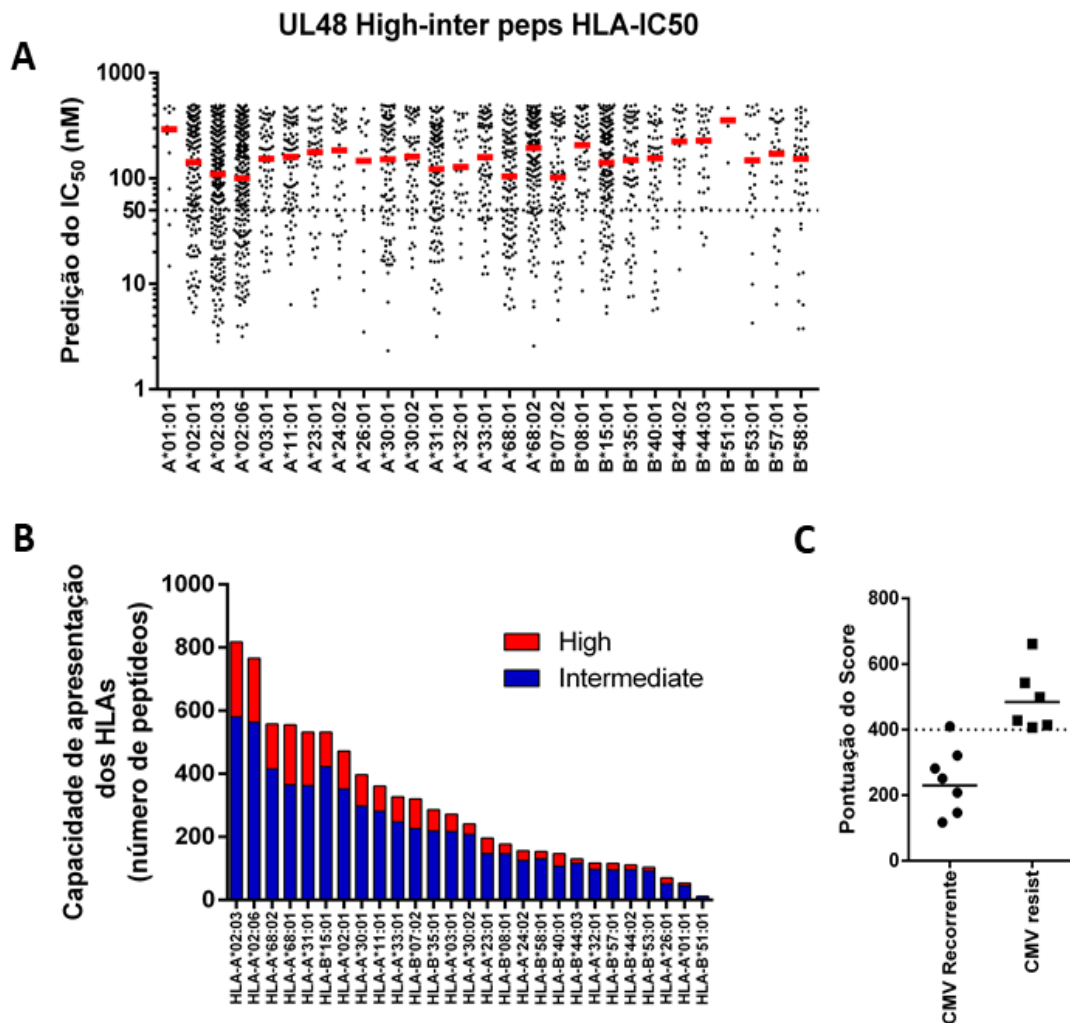 UL48 High-inter peps HLA-IC50
A
Predição do IC50 (nM)
1000
100
50
10
1
A*01:01
A*02:01
A*02:03
A*02:06
A*03:01
A*11:01
A*23:01
A*24:02
A*26:01
A*30:01
A*30:02
A*31:01
A*32:01
A*33:01
A*68:01
A*68:02
B*07:02
B*08:01
B*15:01
B*35:01
B*40:01
B*44:02
B*44:03
B*51:01
B*53:01
B*57:01
B*58:01
B
Capacidade de apresentação
dos HLAs
(número de peptídeos)
1000
800
600
400
200
0
High
Intermediate
HLA-A*02:03
HLA-A*02:06
HLA-A*68:02
HLA-A*68:01
HLA-A*31:01
HLA-B*15:01
HLA-A*02:01
HLA-A*30:01
HLA-A*11:01
HLA-A*33:01
HLA-B*07:02
HLA-B*35:01
HLA-A*03:01
HLA-A*30:02
HLA-A*23:01
HLA-B*08:01
HLA-A*24:02
HLA-B*58:01
HLA-B*40:01
HLA-B*44:03
HLA-A*32:01
HLA-B*57:01
HLA-B*44:02
HLA-B*53:01
HLA-A*26:01
HLA-A*01:01
HLA-B*51:01
C
Pontuação do Score
800
600
400
200
0
CMV Recorrente
CMV resist